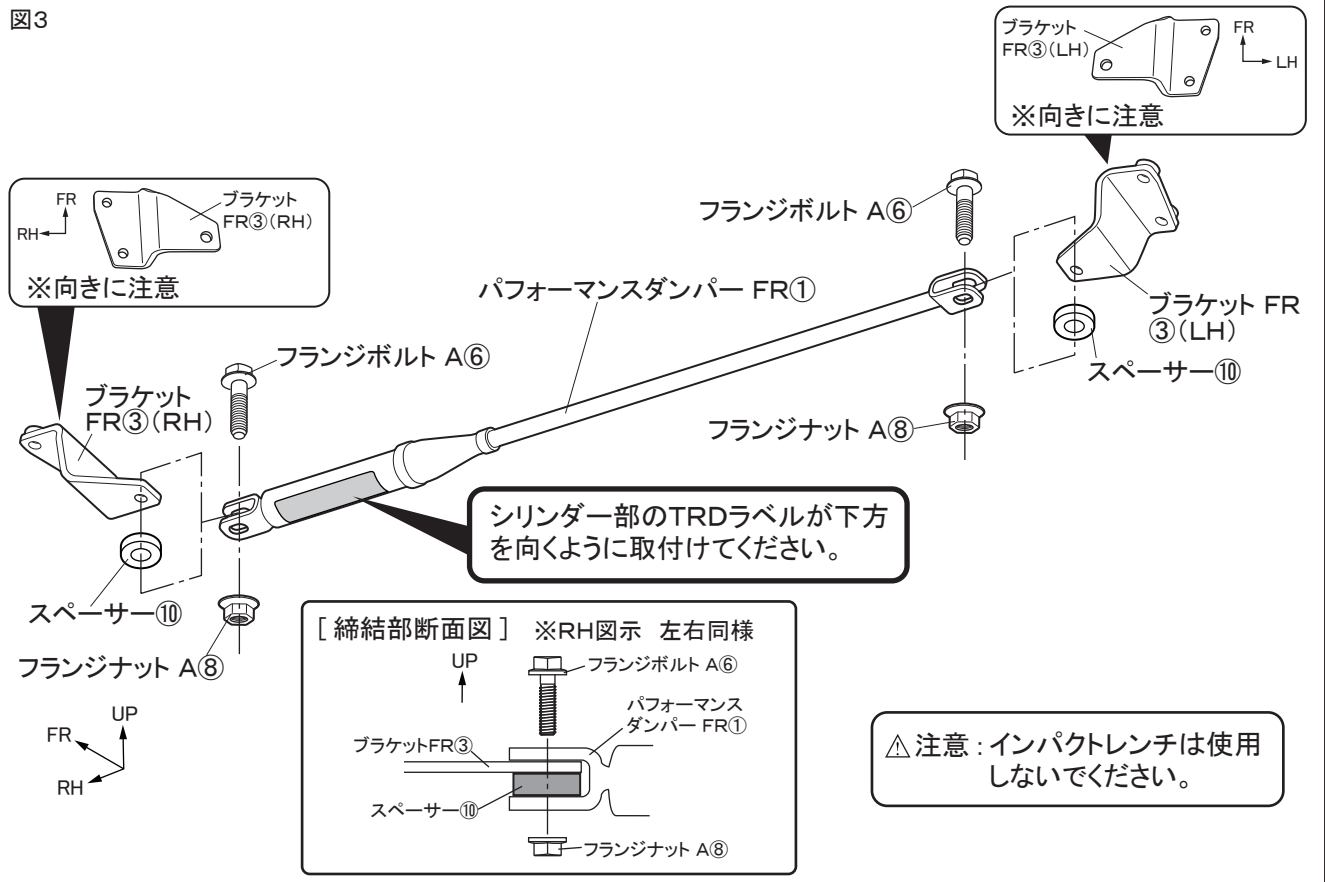 図3
ブラケット
FR③(LH)
FR
LH
※向きに注意
FR
RH
ブラケット
FR③(RH)
※向きに注意
フランジボルト A⑥
パフォーマンスダンパー FR①
ブラケット FR
③(LH)
スペーサー⑩
フランジボルト A⑥
ブラケット
FR③(RH)
フランジナット A⑧
シリンダー部のTRDラベルが下方
を向くように取付けてください。
スペーサー⑩
フランジナット A⑧
[ 締結部断面図 ] ※RH図示 左右同様
UP
フランジボルト A⑥
パフォーマンス
ダンパー FR①
ブラケットFR③
スペーサー⑩
フランジナット A⑧
UP
FR
RH
⚠注意 : インパクトレンチは使用
しないでください。